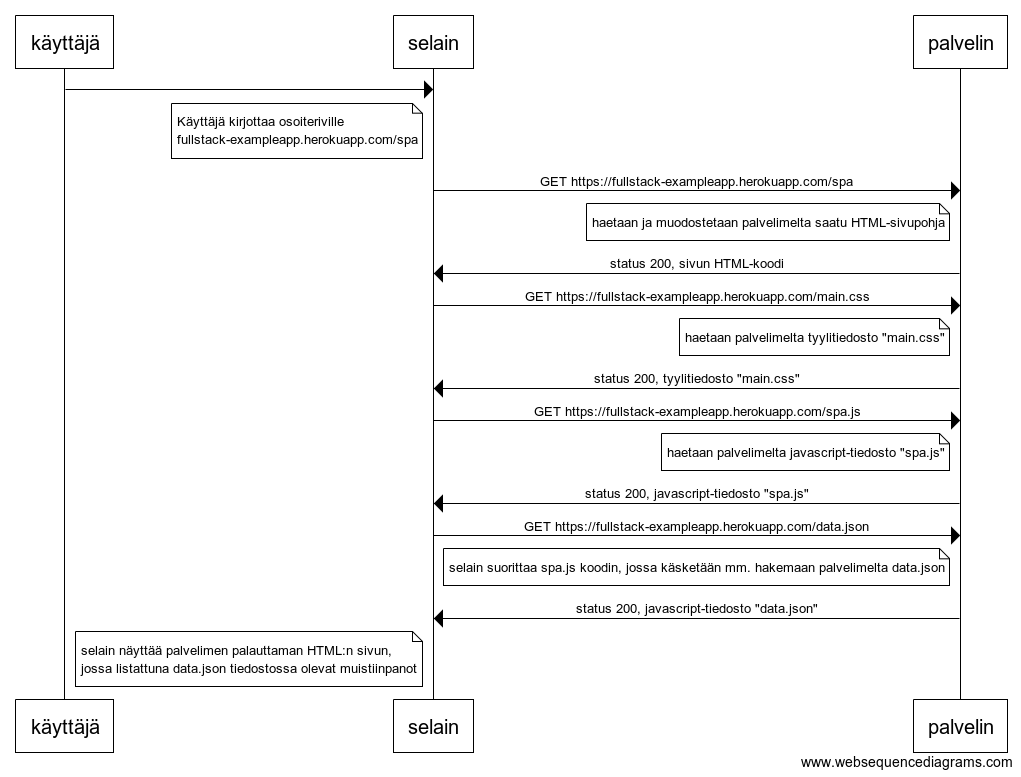 käyttäjä
selain
palvelin
Käyttäjä kirjottaa osoiteriville
fullstack-exampleapp.herokuapp.com/spa
GET https://fullstack-exampleapp.herokuapp.com/spa
haetaan ja muodostetaan palvelimelta saatu HTML-sivupohja
status 200, sivun HTML-koodi
GET https://fullstack-exampleapp.herokuapp.com/main.css
haetaan palvelimelta tyylitiedosto "main.css"
status 200, tyylitiedosto "main.css"
GET https://fullstack-exampleapp.herokuapp.com/spa.js
haetaan palvelimelta javascript-tiedosto "spa.js"
status 200, javascript-tiedosto "spa.js"
GET https://fullstack-exampleapp.herokuapp.com/data.json
selain suorittaa spa.js koodin, jossa käsketään mm. hakemaan palvelimelta data.json
status 200, javascript-tiedosto "data.json"
selain näyttää palvelimen palauttaman HTML:n sivun,
jossa listattuna data.json tiedostossa olevat muistiinpanot
käyttäjä
selain
palvelin
www.websequencediagrams.com